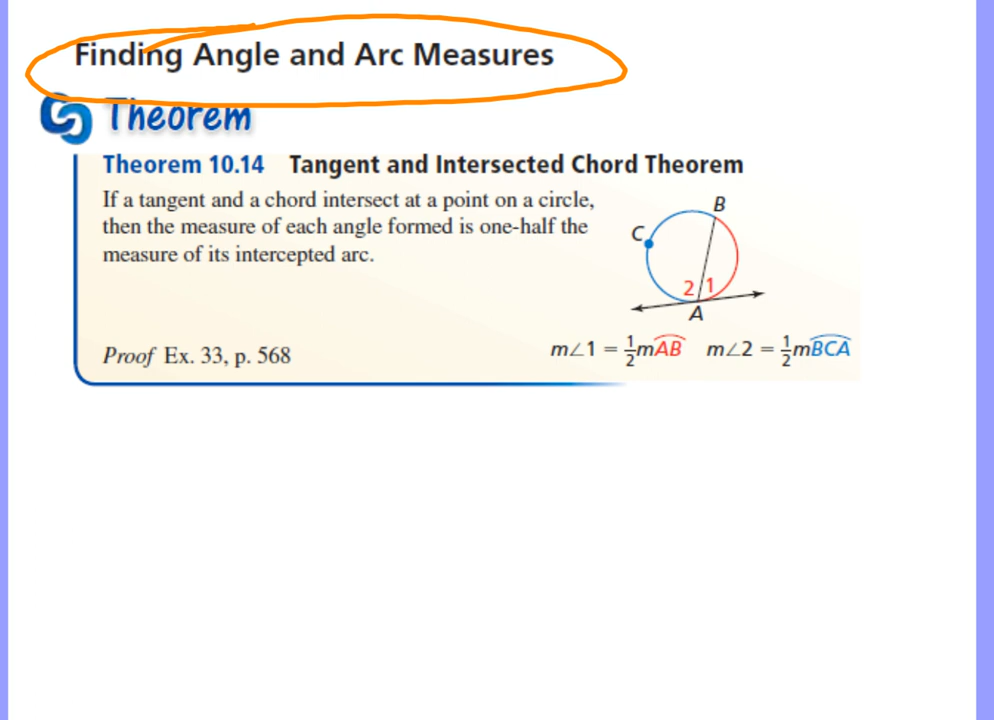 Finding Angle and Arc Measures
Theorem
Theorem 10.14 Tangent and Intersected Chord Theorem
If a tangent and a chord intersect at a point on a circle,
then the measure of each angle formed is one-half the
measure of its intercepted arc.
B
C
2 1
A
Proof Ex. 33, p. 568
m∠1 = ½mAB͡ m∠2 = ½mBCA͡